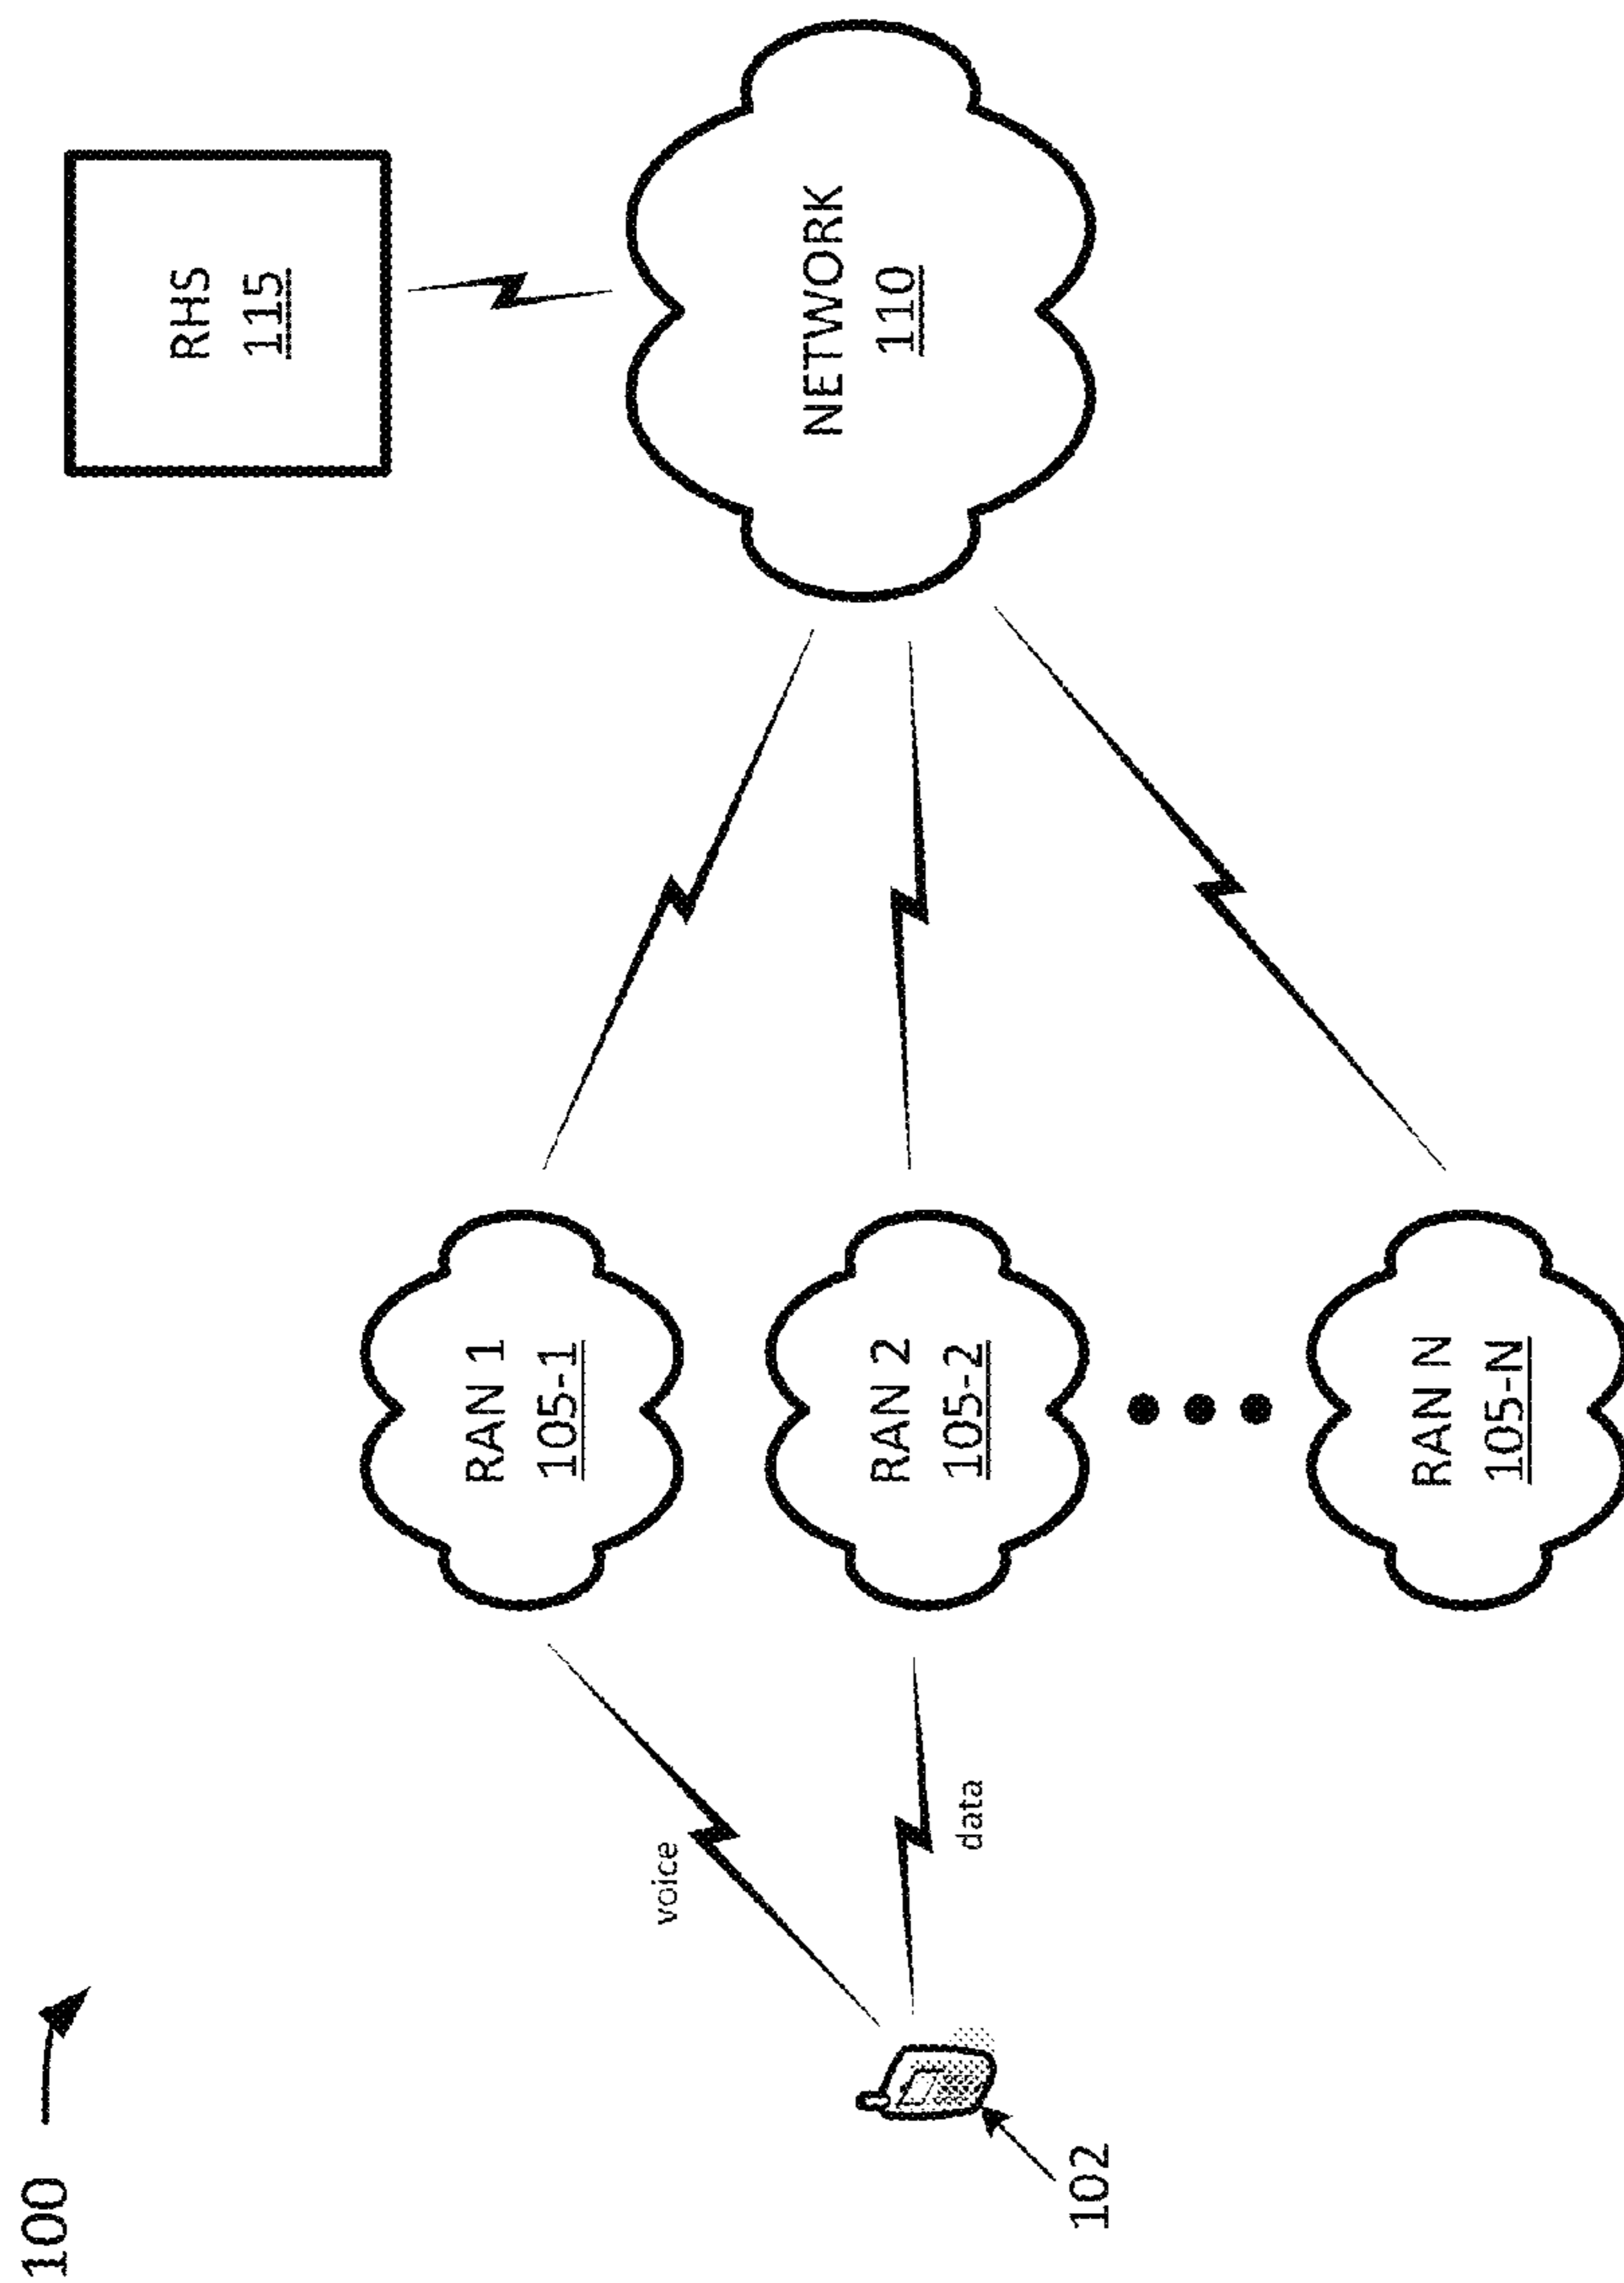 100
RHS
115
RAN 1
105-1
voice
NETWORK
110
RAN 2
105-2
data
102
RAN N
105-N